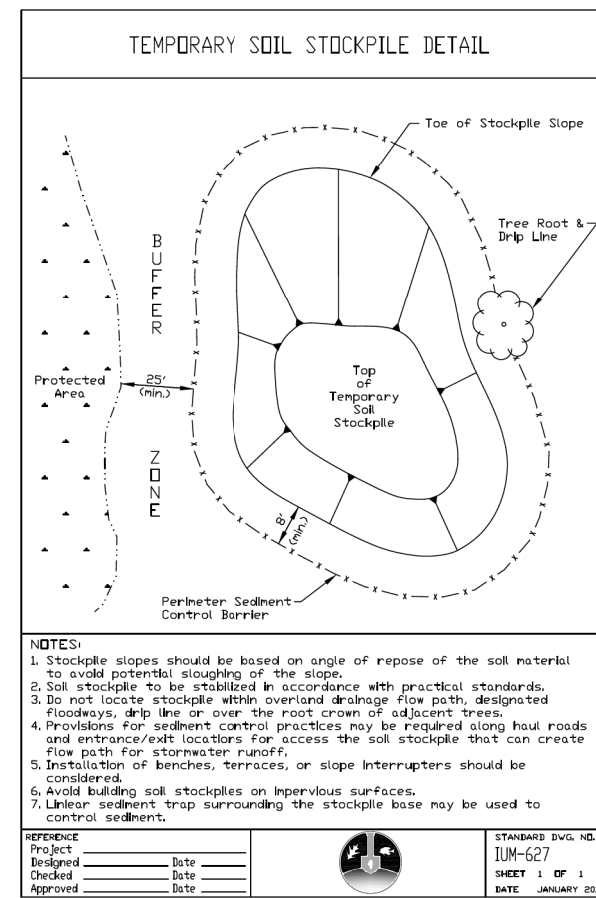 TEMPORARY SOIL STOCKPILE DETAIL
Toe of Stockpile Slope
Tree Root &
Drip Line
BUFFER
ZONE
Protected
Area
25'
(min.)
Top
of
Temporary
Soil
Stockpile
8'
(min.)
Perimeter Sediment
Control Barrier
NOTES:
1. Stockpile slopes should be based on angle of repose of the soil material
to avoid potential sloughing of the slope.
2. Soil stockpile to be stabilized in accordance with practical standards.
3. Do not locate stockpile within overland drainage flow path, designated
floodways, drip line or over the root crown of adjacent trees.
4. Provisions for sediment control practices may be required along haul roads
and entrance/exit locations for access the soil stockpile that can create
flow path for stormwater runoff.
5. Installation of benches, terraces, or slope interrupters should be
considered.
6. Avoid building soil stockpiles on impervious surfaces.
7. Linlear sediment trap surrounding the stockpile base may be used to
control sediment.
REFERENCE
Project
Designed Date
Checked Date
Approved Date
STANDARD DWG. NO.
IUM-627
SHEET 1 OF 1
DATE JANUARY